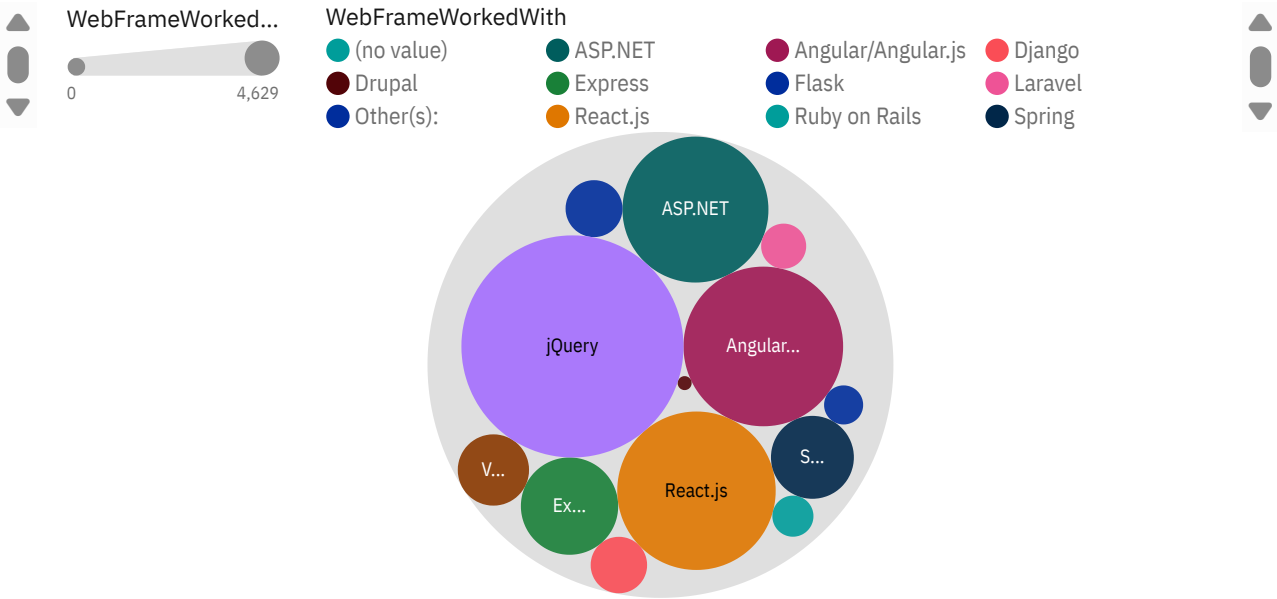 WebFrameWorked...
0
4,629
WebFrameWorkedWith
(no value)
ASP.NET
Angular/Angular.js
Django
Drupal
Express
Flask
Laravel
Other(s):
React.js
Ruby on Rails
Spring
ASP.NET
jQuery
Angular...
V...
S...
React.js
Ex...